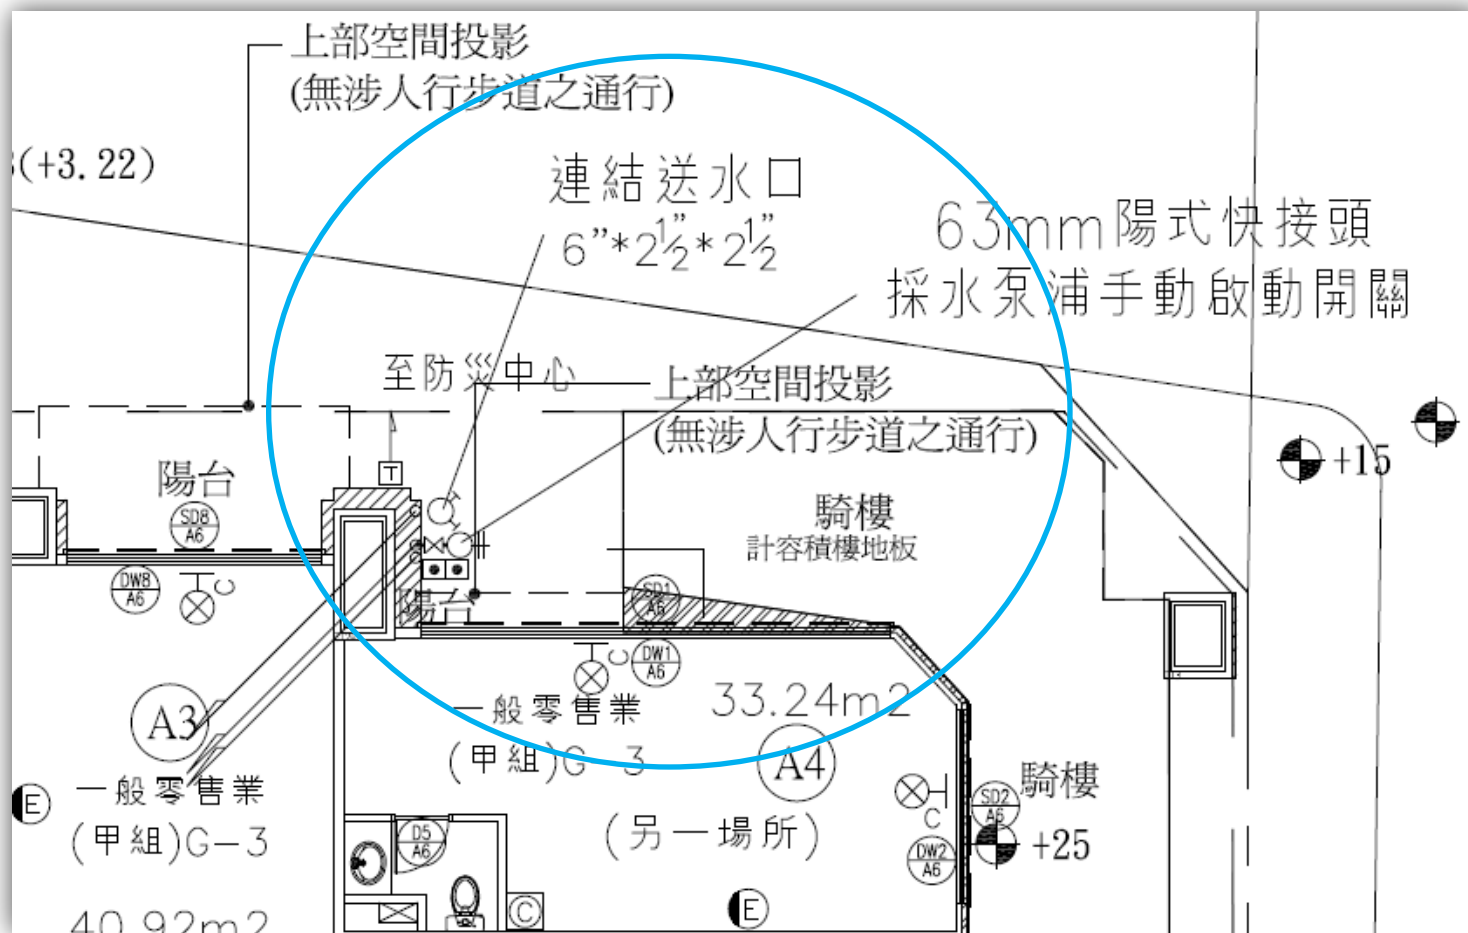 上部空間投影
(無涉人行步道之通行)
(+3.22)
連結送水口
6”*2½”*2½”
63mm陽式快接頭
採水泵浦手動啟動開關
至防災中心
上部空間投影
(無涉人行步道之通行)
+15
T
陽台
SD8
A6
騎樓
計容積樓地板
DW8
A6
C
陽台
SD1
A6
C
DW1
A6
33.24m2
一般零售業
(甲組)G-3
A3
A4
一般零售業
(甲組)G-3
E
(另一場所)
D5
A6
C
騎樓
SD2
A6
+25
DW2
A6
C
E
40.92m2